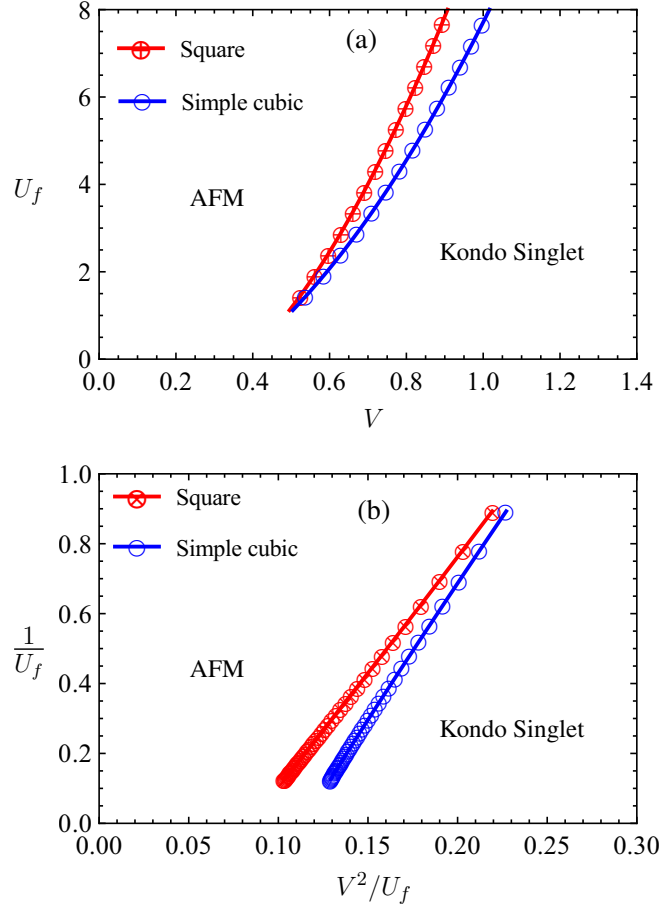 8
(a)
Square
6
Simple cubic
U_f
4
AFM
Kondo Singlet
2
0
0.0 0.2 0.4 0.6 0.8 1.0 1.2 1.4
V
1.0
Square
(b)
0.8
Simple cubic
0.6
1/U_f
AFM
0.4
Kondo Singlet
0.2
0.0
0.00 0.05 0.10 0.15 0.20 0.25 0.30
V²/U_f